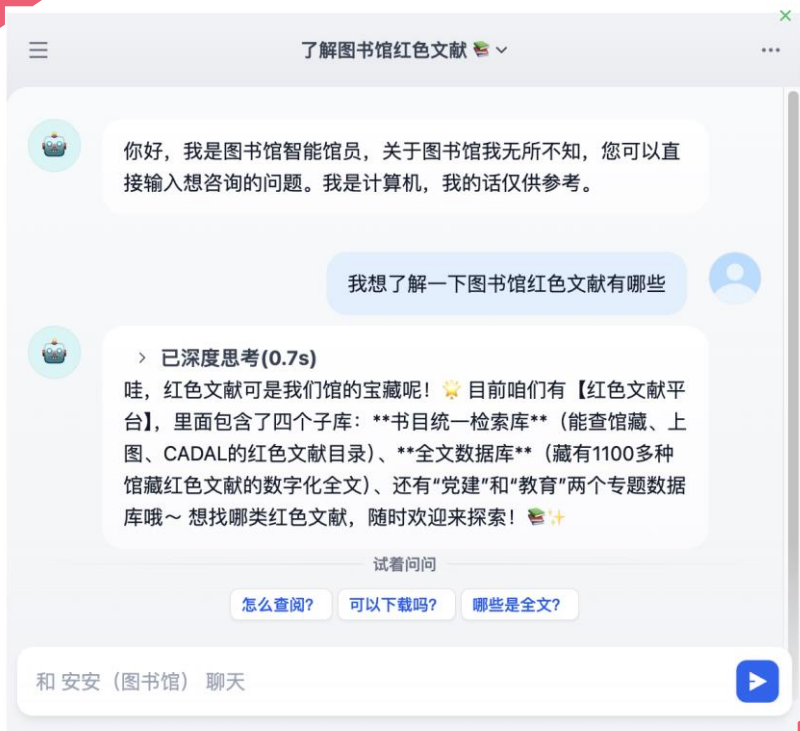 了解图书馆红色文献
你好，我是图书馆智能馆员，关于图书馆我无所不知，您可以直
接输入想咨询的问题。我是计算机，我的话仅供参考。
我想了解一下图书馆红色文献有哪些
已深度思考(0.7s)
哇，红色文献可是我们馆的宝藏呢！🌟 目前咱们有【红色文献平
台】，里面包含了四个子库：**书目统一检索库**（能查馆藏、上
图、CADAL的红色文献目录）、**全文数据库**（藏有1100多种
馆藏红色文献的数字化全文）、还有“党建”和“教育”两个专题数据
库哦～ 想找哪类红色文献，随时欢迎来探索！📚✨
试着问问
怎么查阅？
可以下载吗？
哪些是全文？
和 安安（图书馆） 聊天